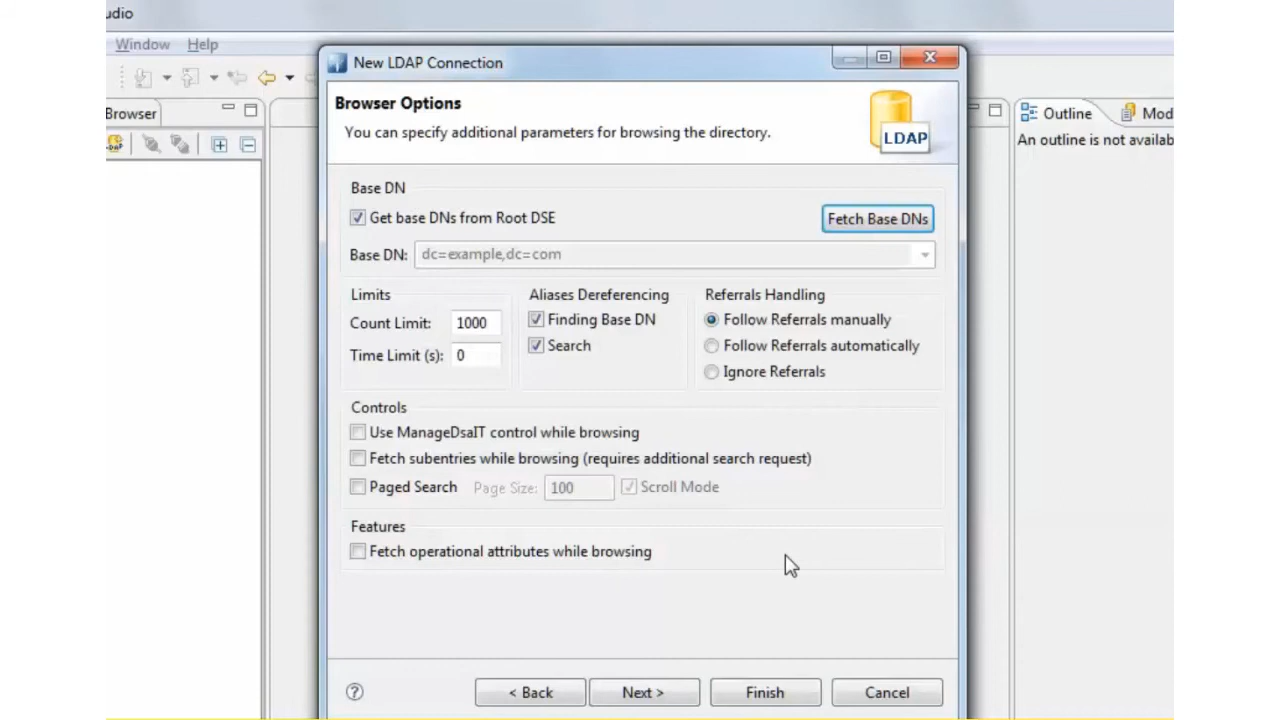 udio
Window Help
New LDAP Connection
Browser Options
You can specify additional parameters for browsing the directory.
LDAP
Browser
LDAP
Outline
Mod
An outline is not availab
Base DN
Get base DNs from Root DSE
Fetch Base DNs
Base DN: dc=example,dc=com
Limits
Count Limit: 1000
Time Limit (s): 0
Aliases Dereferencing
Finding Base DN
Search
Referrals Handling
Follow Referrals manually
Follow Referrals automatically
Ignore Referrals
Controls
Use ManageDsaIT control while browsing
Fetch subentries while browsing (requires additional search request)
Paged Search Page Size: 100 Scroll Mode
Features
Fetch operational attributes while browsing
?
< Back
Next >
Finish
Cancel